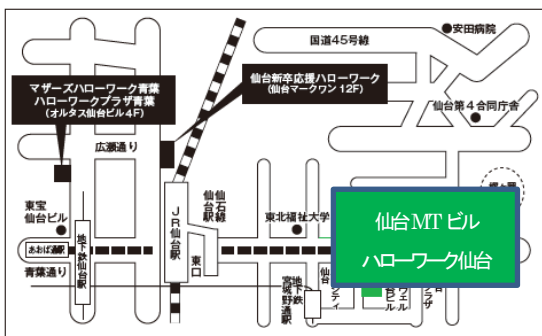 安田病院
国道45号線
マザーズハローワーク青葉
ハローワークプラザ青葉
(オルタス仙台ビル4F)
仙台新卒応援ハローワーク
(仙台マークワン 12F)
仙台第4合同庁舎
広瀬通り
東宝
仙台ビル
JR仙台駅
仙石線
仙台駅
東北福祉大学
仙台MTビル
ハローワーク仙台
あおば通駅
地下鉄仙台駅
東口
青葉通り
地下鉄
宮城野通駅